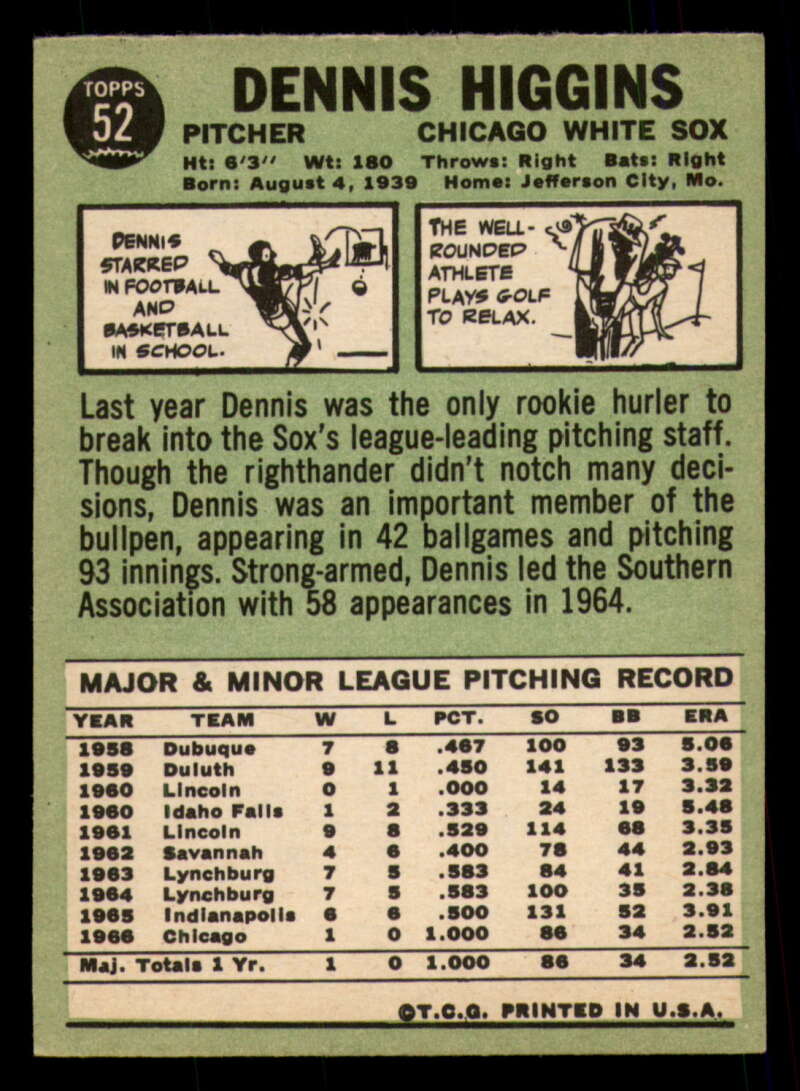 TOPPS
52
DENNIS HIGGINS
PITCHER CHICAGO WHITE SOX
Ht: 6'3" Wt: 180 Throws: Right Bats: Right
Born: August 4, 1939 Home: Jefferson City, Mo.
DENNIS
STARRED
IN FOOTBALL
AND
BASKETBALL
IN SCHOOL.
THE WELL-
ROUNDED
ATHLETE
PLAYS GOLF
TO RELAX.
Last year Dennis was the only rookie hurler to
break into the Sox's league-leading pitching staff.
Though the righthander didn't notch many deci-
sions, Dennis was an important member of the
bullpen, appearing in 42 ballgames and pitching
93 innings. Strong-armed, Dennis led the Southern
Association with 58 appearances in 1964.
MAJOR & MINOR LEAGUE PITCHING RECORD
YEAR TEAM W L PCT. SO BB ERA
1958 Dubuque 7 8 .467 100 93 5.06
1959 Duluth 9 11 .450 141 133 3.59
1960 Lincoln 0 1 .000 14 17 3.32
1960 Idaho Falls 1 2 .333 24 19 5.48
1961 Lincoln 9 8 .529 114 68 3.35
1962 Savannah 4 6 .400 78 44 2.93
1963 Lynchburg 7 5 .583 84 41 2.84
1964 Lynchburg 7 5 .583 100 35 2.38
1965 Indianapolis 6 6 .500 131 52 3.91
1966 Chicago 1 0 1.000 86 34 2.52
Maj. Totals 1 Yr. 1 0 1.000 86 34 2.52
©T.C.G. PRINTED IN U.S.A.